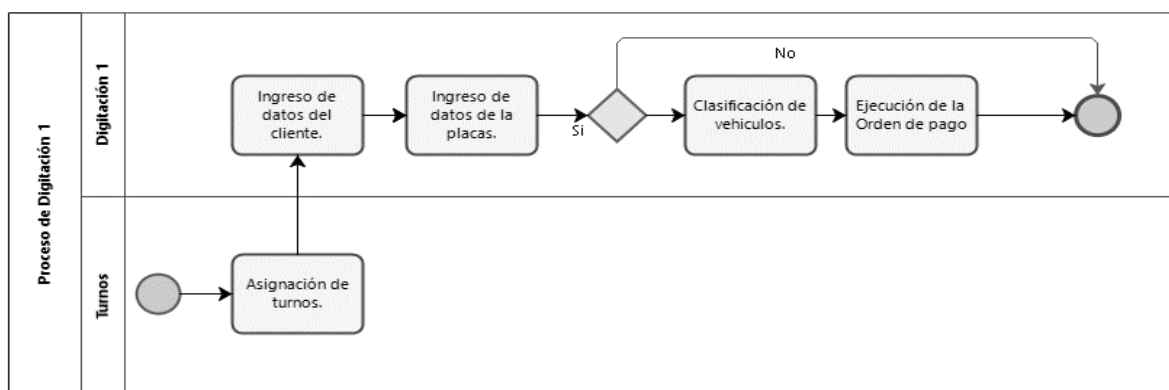 Proceso de Digitación 1
Digitación 1
Turnos
Ingreso de
datos del
cliente.
Ingreso de
datos de la
placas.
Si
No
Clasificación de
vehiculos.
Ejecución de la
Orden de pago
Asignación de
turnos.